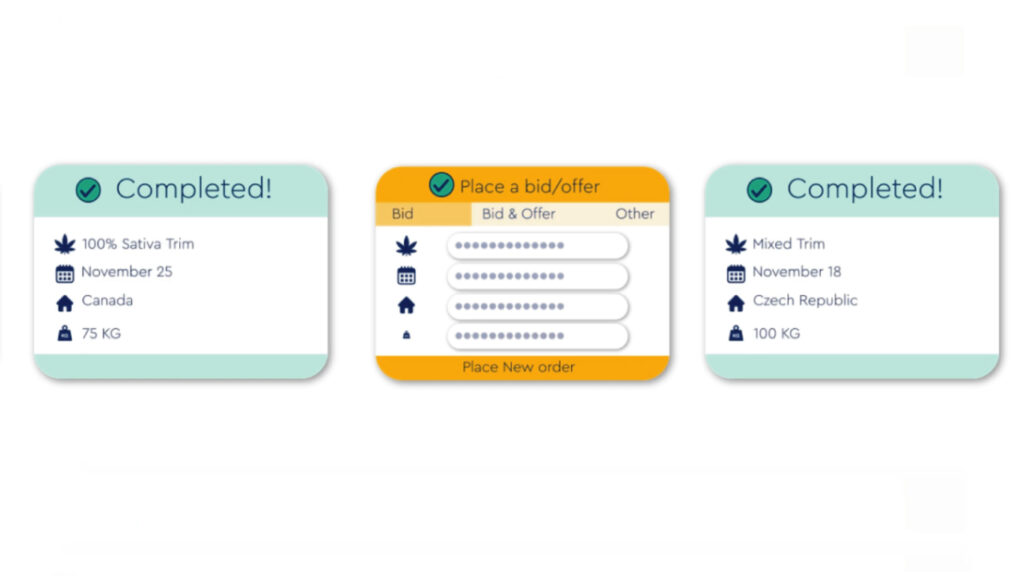 Completed!
100% Sativa Trim
November 25
Canada
75 KG
Place a bid/offer
Bid Bid & Offer Other
Place New order
Completed!
Mixed Trim
November 18
Czech Republic
100 KG